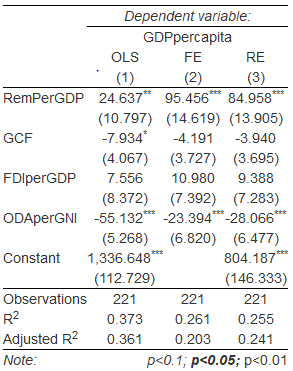 Dependent variable:
GDPpercapita
OLS FE RE
(1) (2) (3)
RemPerGDP 24.637** 95.456*** 84.958***
(10.797) (14.619) (13.905)
GCF -7.934* -4.191 -3.940
(4.067) (3.727) (3.695)
FDIperGDP 7.556 10.980 9.388
(8.372) (7.392) (7.283)
ODAperGNI -55.132*** -23.394*** -28.066***
(5.268) (6.820) (6.477)
Constant 1,336.648*** 804.187***
(112.729) (146.333)
Observations 221 221 221
R2 0.373 0.261 0.255
Adjusted R2 0.361 0.203 0.241
Note: p<0.1; p<0.05; p<0.01